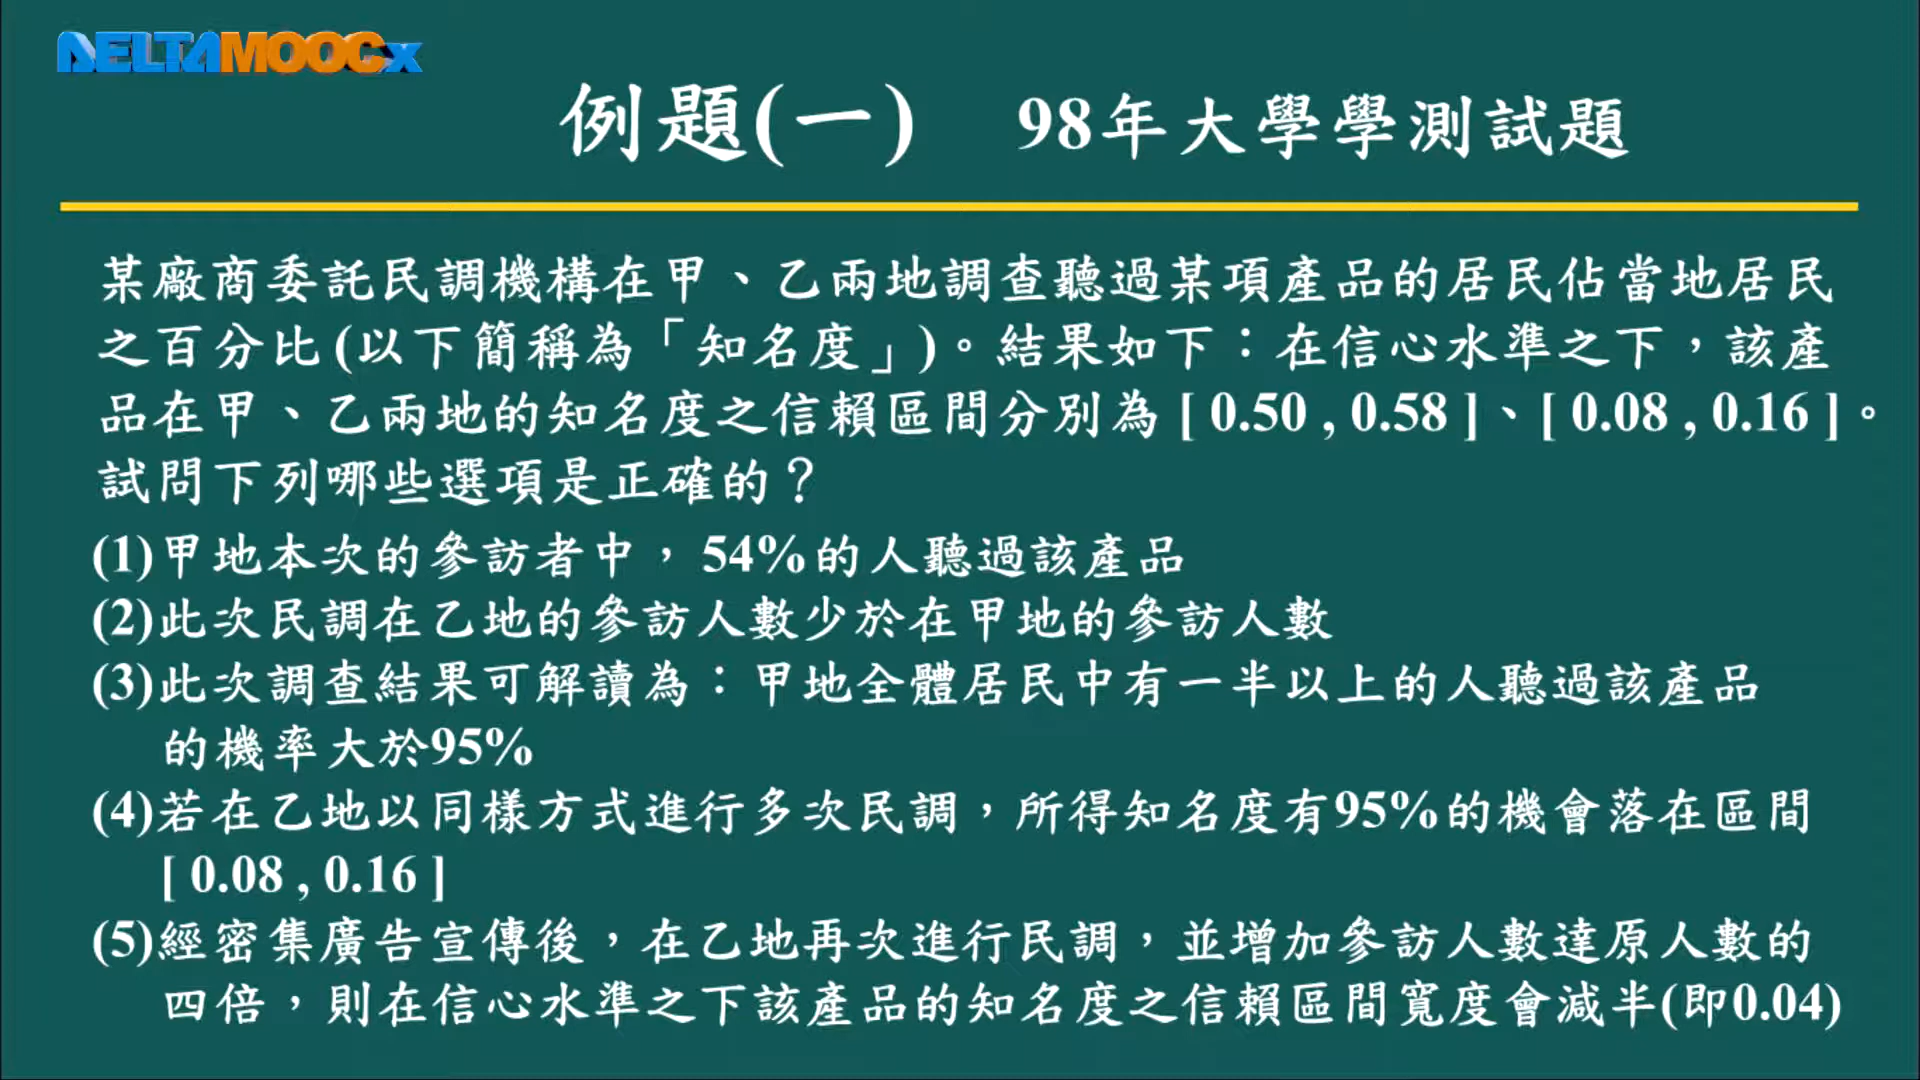 DELTAMOOCx
例題(一) 98年大學學測試題
某廠商委託民調機構在甲、乙兩地調查聽過某項產品的居民佔當地居民
之百分比(以下簡稱為「知名度」)。結果如下：在信心水準之下，該產
品在甲、乙兩地的知名度之信賴區間分別為 [ 0.50 , 0.58 ]、[ 0.08 , 0.16 ]。
試問下列哪些選項是正確的？
(1)甲地本次的參訪者中，54%的人聽過該產品
(2)此次民調在乙地的參訪人數少於在甲地的參訪人數
(3)此次調查結果可解讀為：甲地全體居民中有一半以上的人聽過該產品
的機率大於95%
(4)若在乙地以同樣方式進行多次民調，所得知名度有95%的機會落在區間
[ 0.08 , 0.16 ]
(5)經密集廣告宣傳後，在乙地再次進行民調，並增加參訪人數達原人數的
四倍，則在信心水準之下該產品的知名度之信賴區間寬度會減半(即0.04)